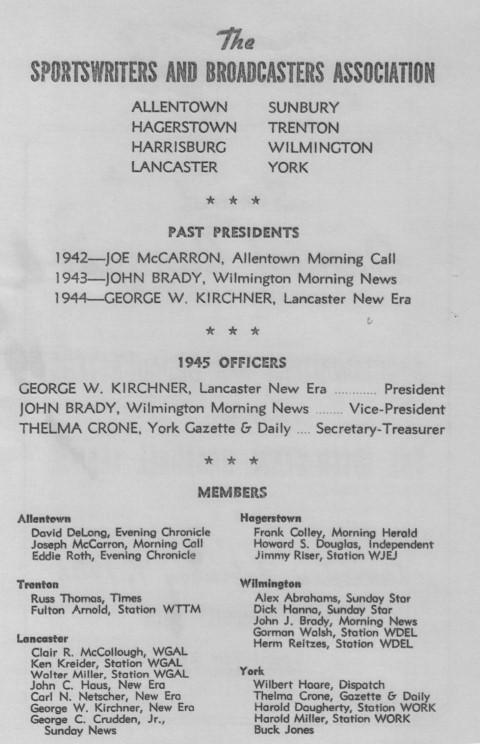 The
SPORTSWRITERS AND BROADCASTERS ASSOCIATION
ALLENTOWN SUNBURY
HAGERSTOWN TRENTON
HARRISBURG WILMINGTON
LANCASTER YORK
* * *
PAST PRESIDENTS
1942—JOE McCARRON, Allentown Morning Call
1943—JOHN BRADY, Wilmington Morning News
1944—GEORGE W. KIRCHNER, Lancaster New Era
* * *
1945 OFFICERS
GEORGE W. KIRCHNER, Lancaster New Era ............ President
JOHN BRADY, Wilmington Morning News ........ Vice-President
THELMA CRONE, York Gazette & Daily .... Secretary-Treasurer
* * *
MEMBERS
Allentown
David DeLong, Evening Chronicle
Joseph McCarron, Morning Call
Eddie Roth, Evening Chronicle
Trenton
Russ Thomas, Times
Fulton Arnold, Station WTTM
Lancaster
Clair R. McCollough, WGAL
Ken Kreider, Station WGAL
Walter Miller, Station WGAL
John C. Haus, New Era
Carl N. Netscher, New Era
George W. Kirchner, New Era
George C. Crudden, Jr.,
Sunday News
Hagerstown
Frank Colley, Morning Herald
Howard S. Douglas, Independent
Jimmy Riser, Station WJEJ
Wilmington
Alex Abrahams, Sunday Star
Dick Hanna, Sunday Star
John J. Brady, Morning News
Gorman Walsh, Station WDEL
Herm Reitzes, Station WDEL
York
Wilbert Haare, Dispatch
Thelma Crone, Gazette & Daily
Harold Daugherty, Station WORK
Harold Miller, Station WORK
Buck Jones